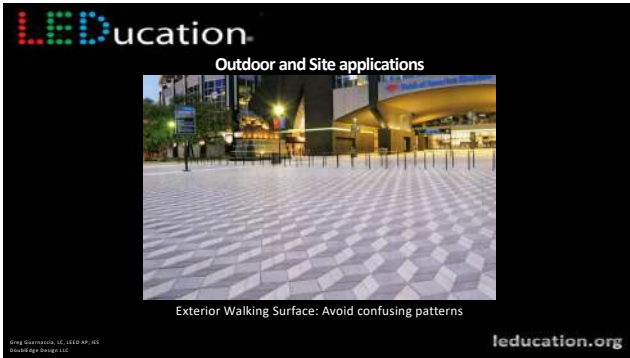 LEDucation
Outdoor and Site applications
Exterior Walking Surface: Avoid confusing patterns
Greg Guarnaccia, LC, LEED AP, IES
DoubleEdge Design LLC
leducation.org